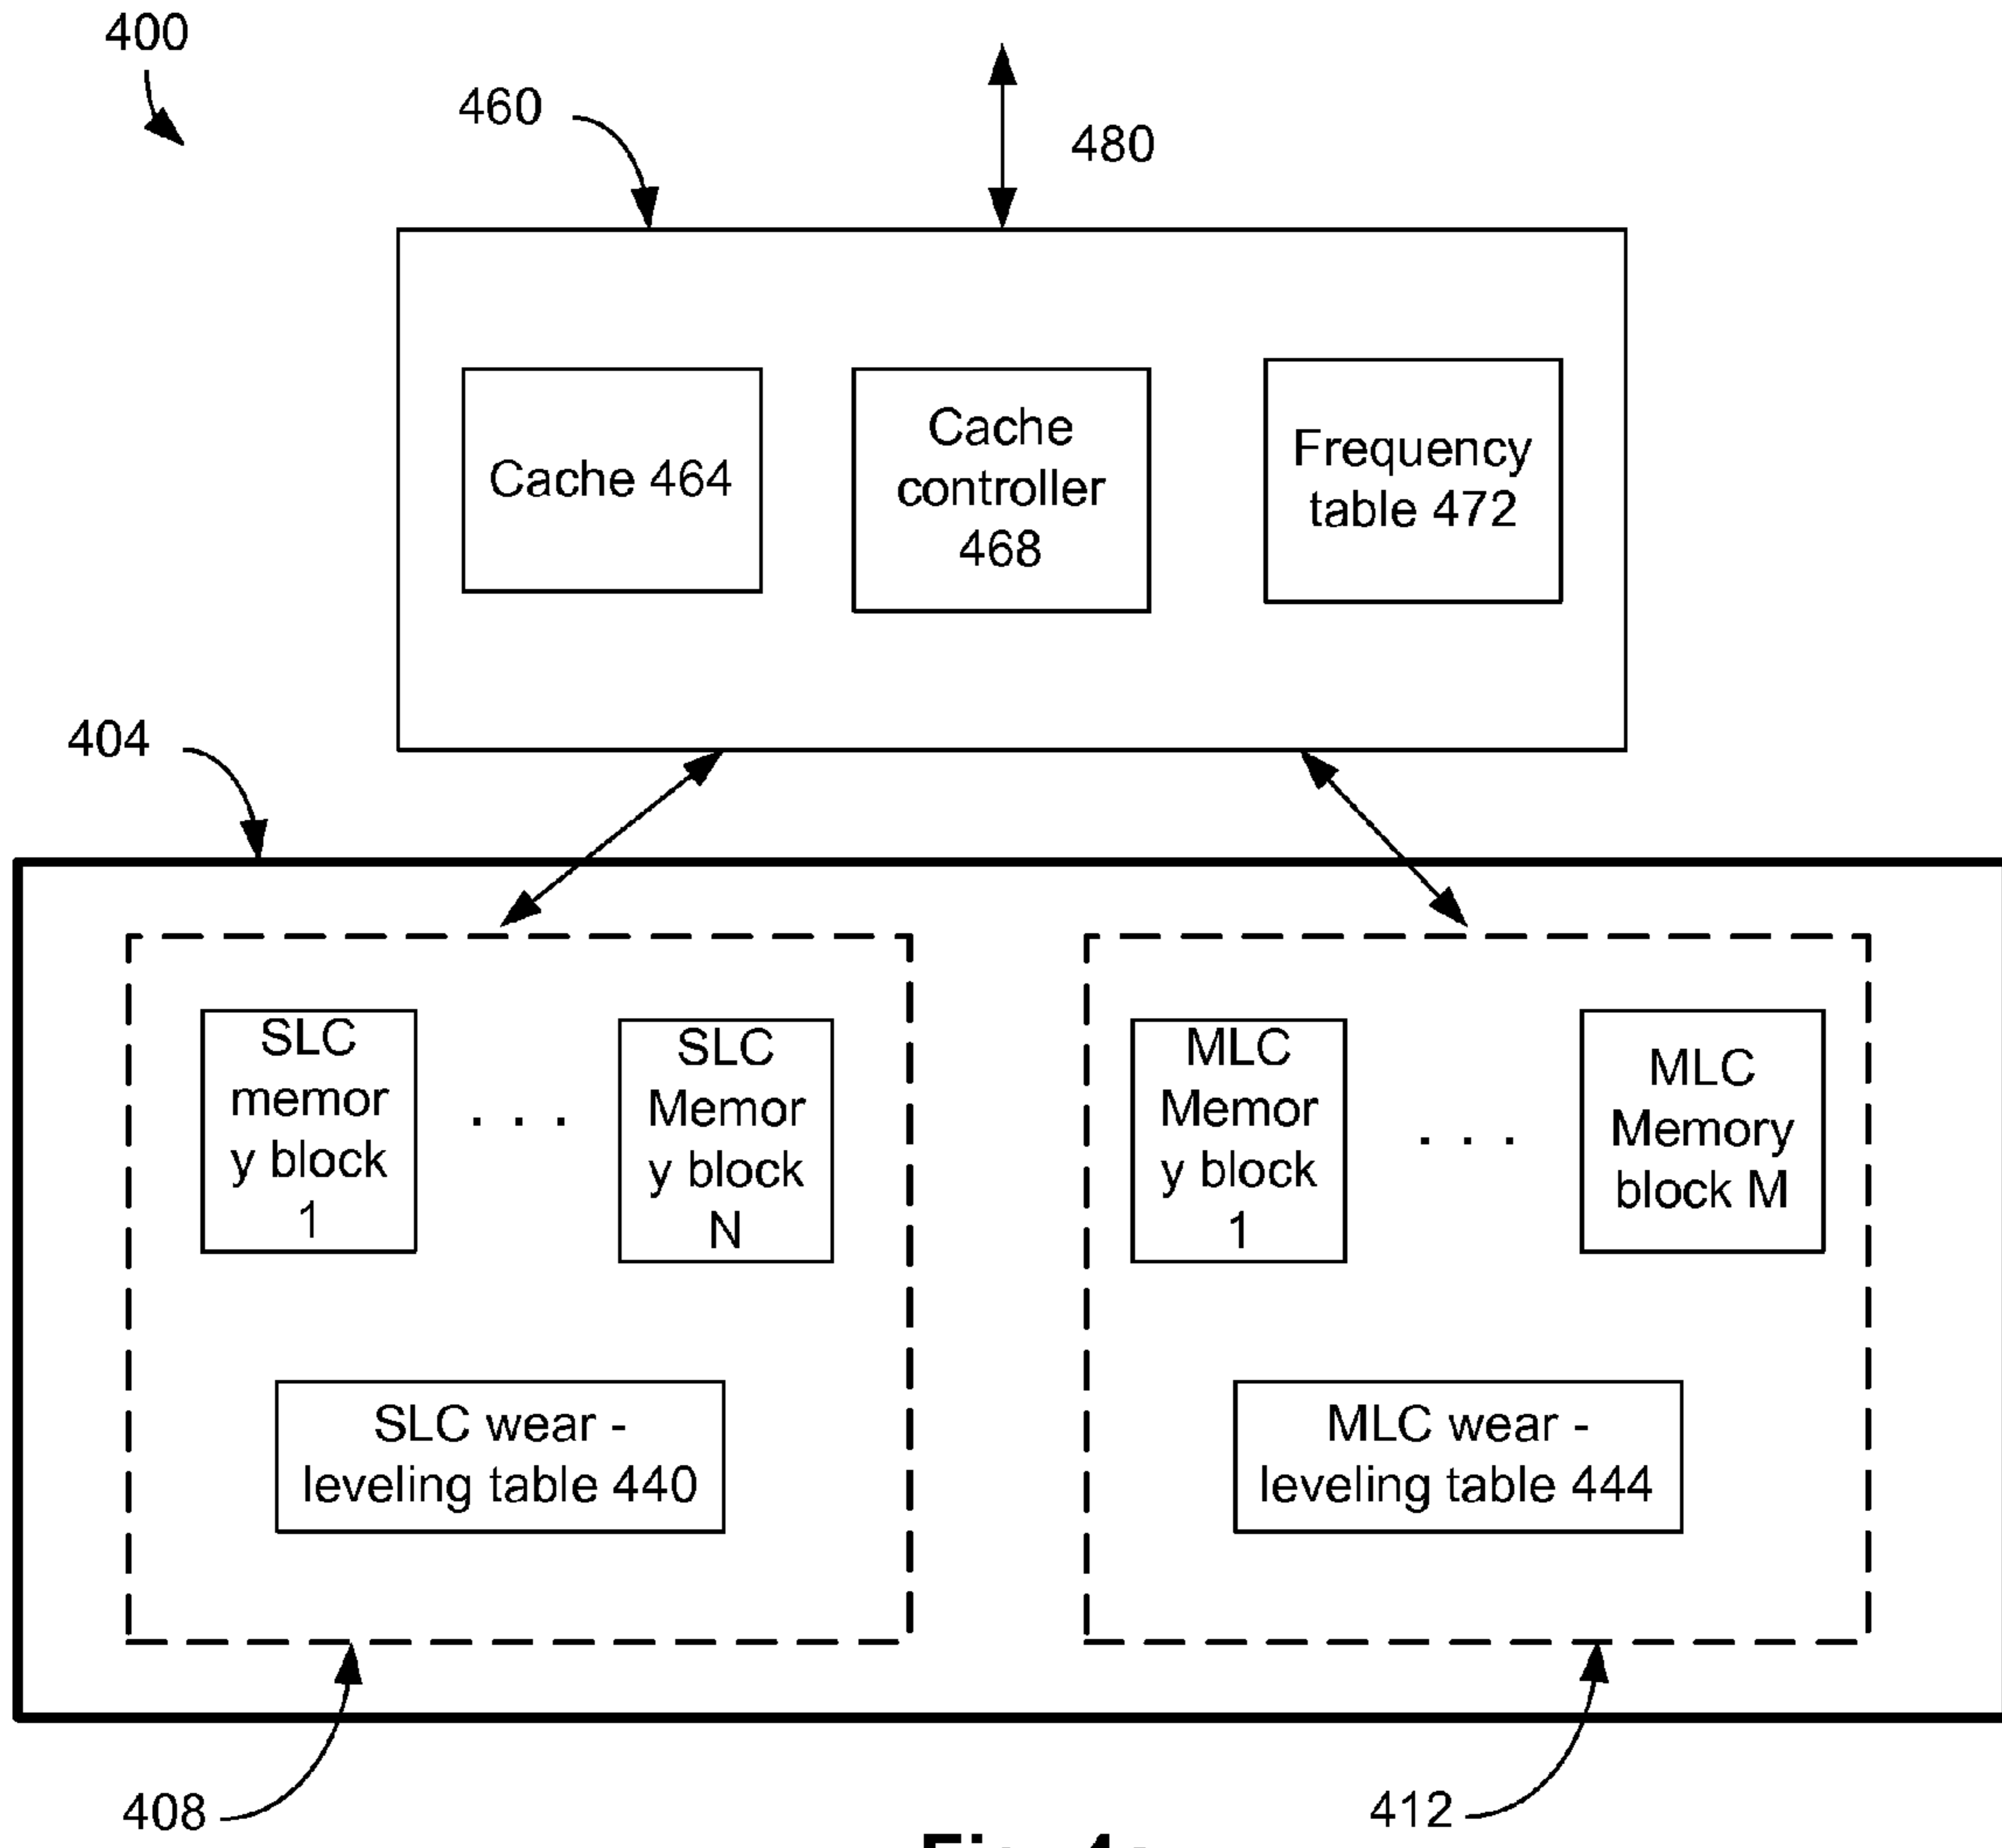 400
460
480
Cache 464
Cache
controller
468
Frequency
table 472
404
SLC
memor
y block
1
. . .
SLC
Memor
y block
N
MLC
Memor
y block
1
. . .
MLC
Memory
block M
SLC wear -
leveling table 440
MLC wear -
leveling table 444
408
412